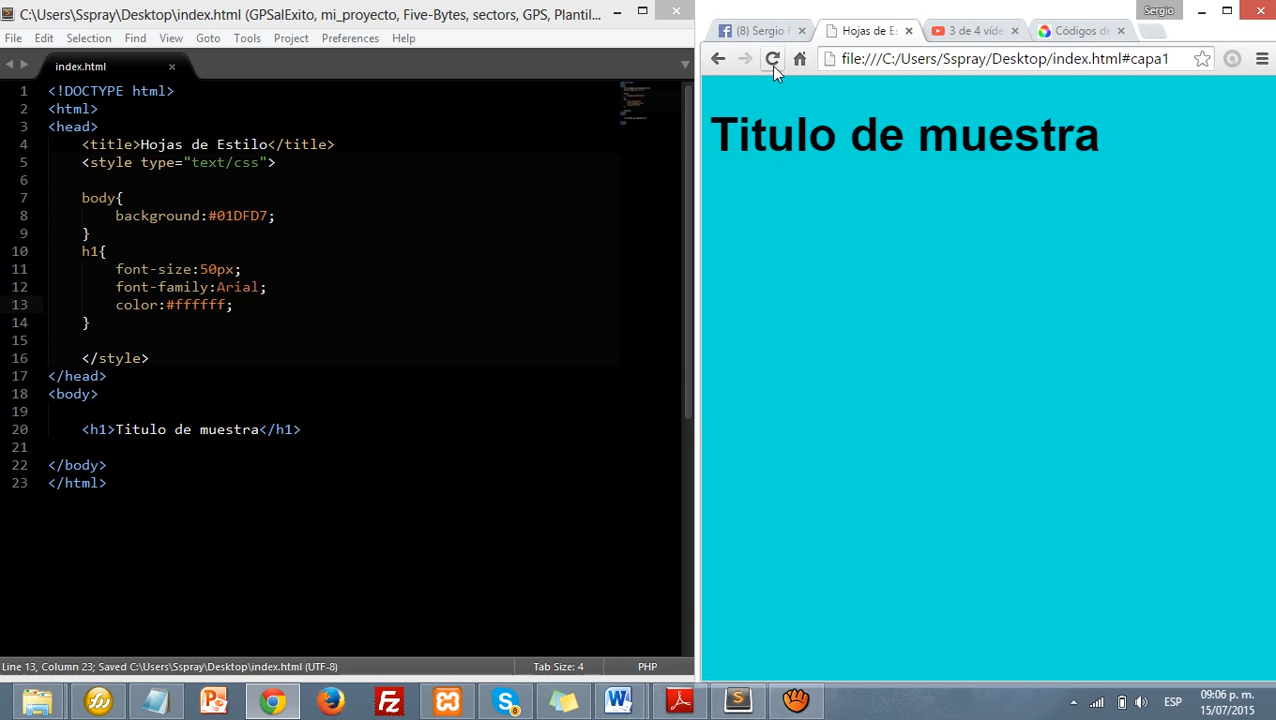 C:\Users\Sspray\Desktop\index.html (GPSalExito, mi_proyecto, Five-Bytes, sectors, GPS, Plantil...
File Edit Selection Find View Goto Tools Project Preferences Help
index.html
1 <!DOCTYPE html>
2 <html>
3 <head>
4 <title>Hojas de Estilo</title>
5 <style type="text/css">
6
7 body{
8 background:#01DFD7;
9 }
10 h1{
11 font-size:50px;
12 font-family:Arial;
13 color:#ffffff;
14 }
15
16 </style>
17 </head>
18 <body>
19
20 <h1>Titulo de muestra</h1>
21
22 </body>
23 </html>
Line 13, Column 23; Saved C:\Users\Sspray\Desktop\index.html (UTF-8)
Tab Size: 4
PHP
Sergio
(8) Sergio
Hojas de Es
3 de 4 víde
Códigos de
file:///C:/Users/Sspray/Desktop/index.html#capa1
Titulo de muestra
ESP
09:06 p. m.
15/07/2015